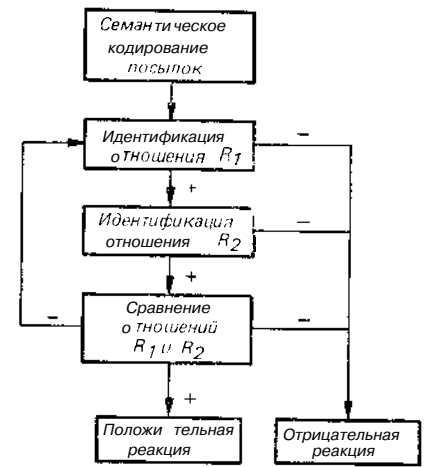 Семантическое
кодирование
посылок
Идентификация
отношения R1
−
+
Идентификация
отношения R2
−
+
Сравнение
отношений
R1 и R2
−
−
+
Положительная
реакция
Отрицательная
реакция